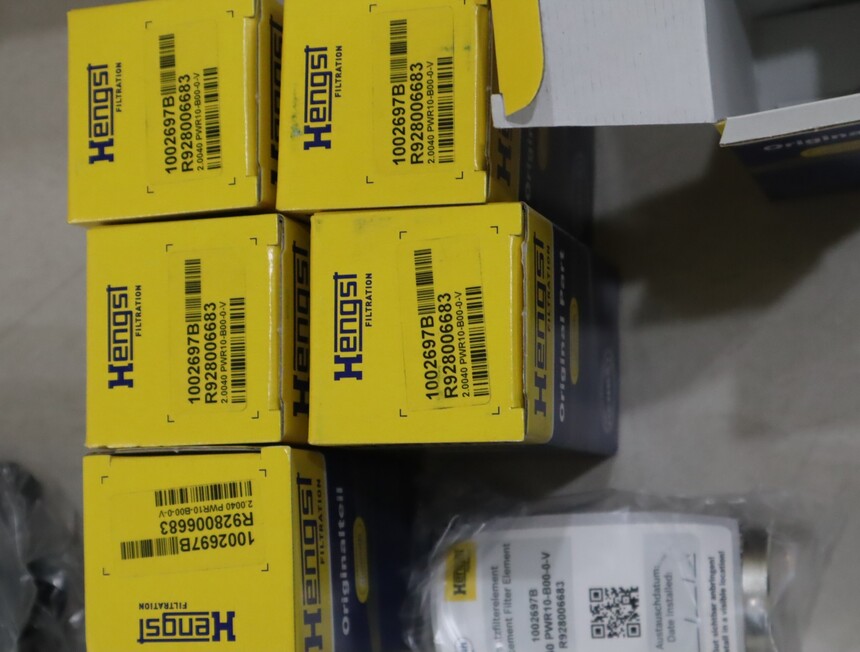 Hengst
FILTRATION
1002697B
R928006683
2.0040 PWR10-B00-0-V
Hengst
FILTRATION
1002697B
R928006683
2.0040 PWR10-B00-0-V
Hengst
FILTRATION
1002697B
R928006683
2.0040 PWR10-B00-0-V
Hengst
Hengst
FILTRATION
1002697B
R928006683
2.0040 PWR10-B00-0-V
Hengst
FILTRATION
Original Part
Hengst
FILTRATION
1002697B
R928006683
2.0040 PWR10-B00-0-V
Hengst
FILTRATION
Originalteil
Hengst
Filter Element
1002697B
PWR10-B00-0-V
R928006683
Austauschdatum:
Date Installed: